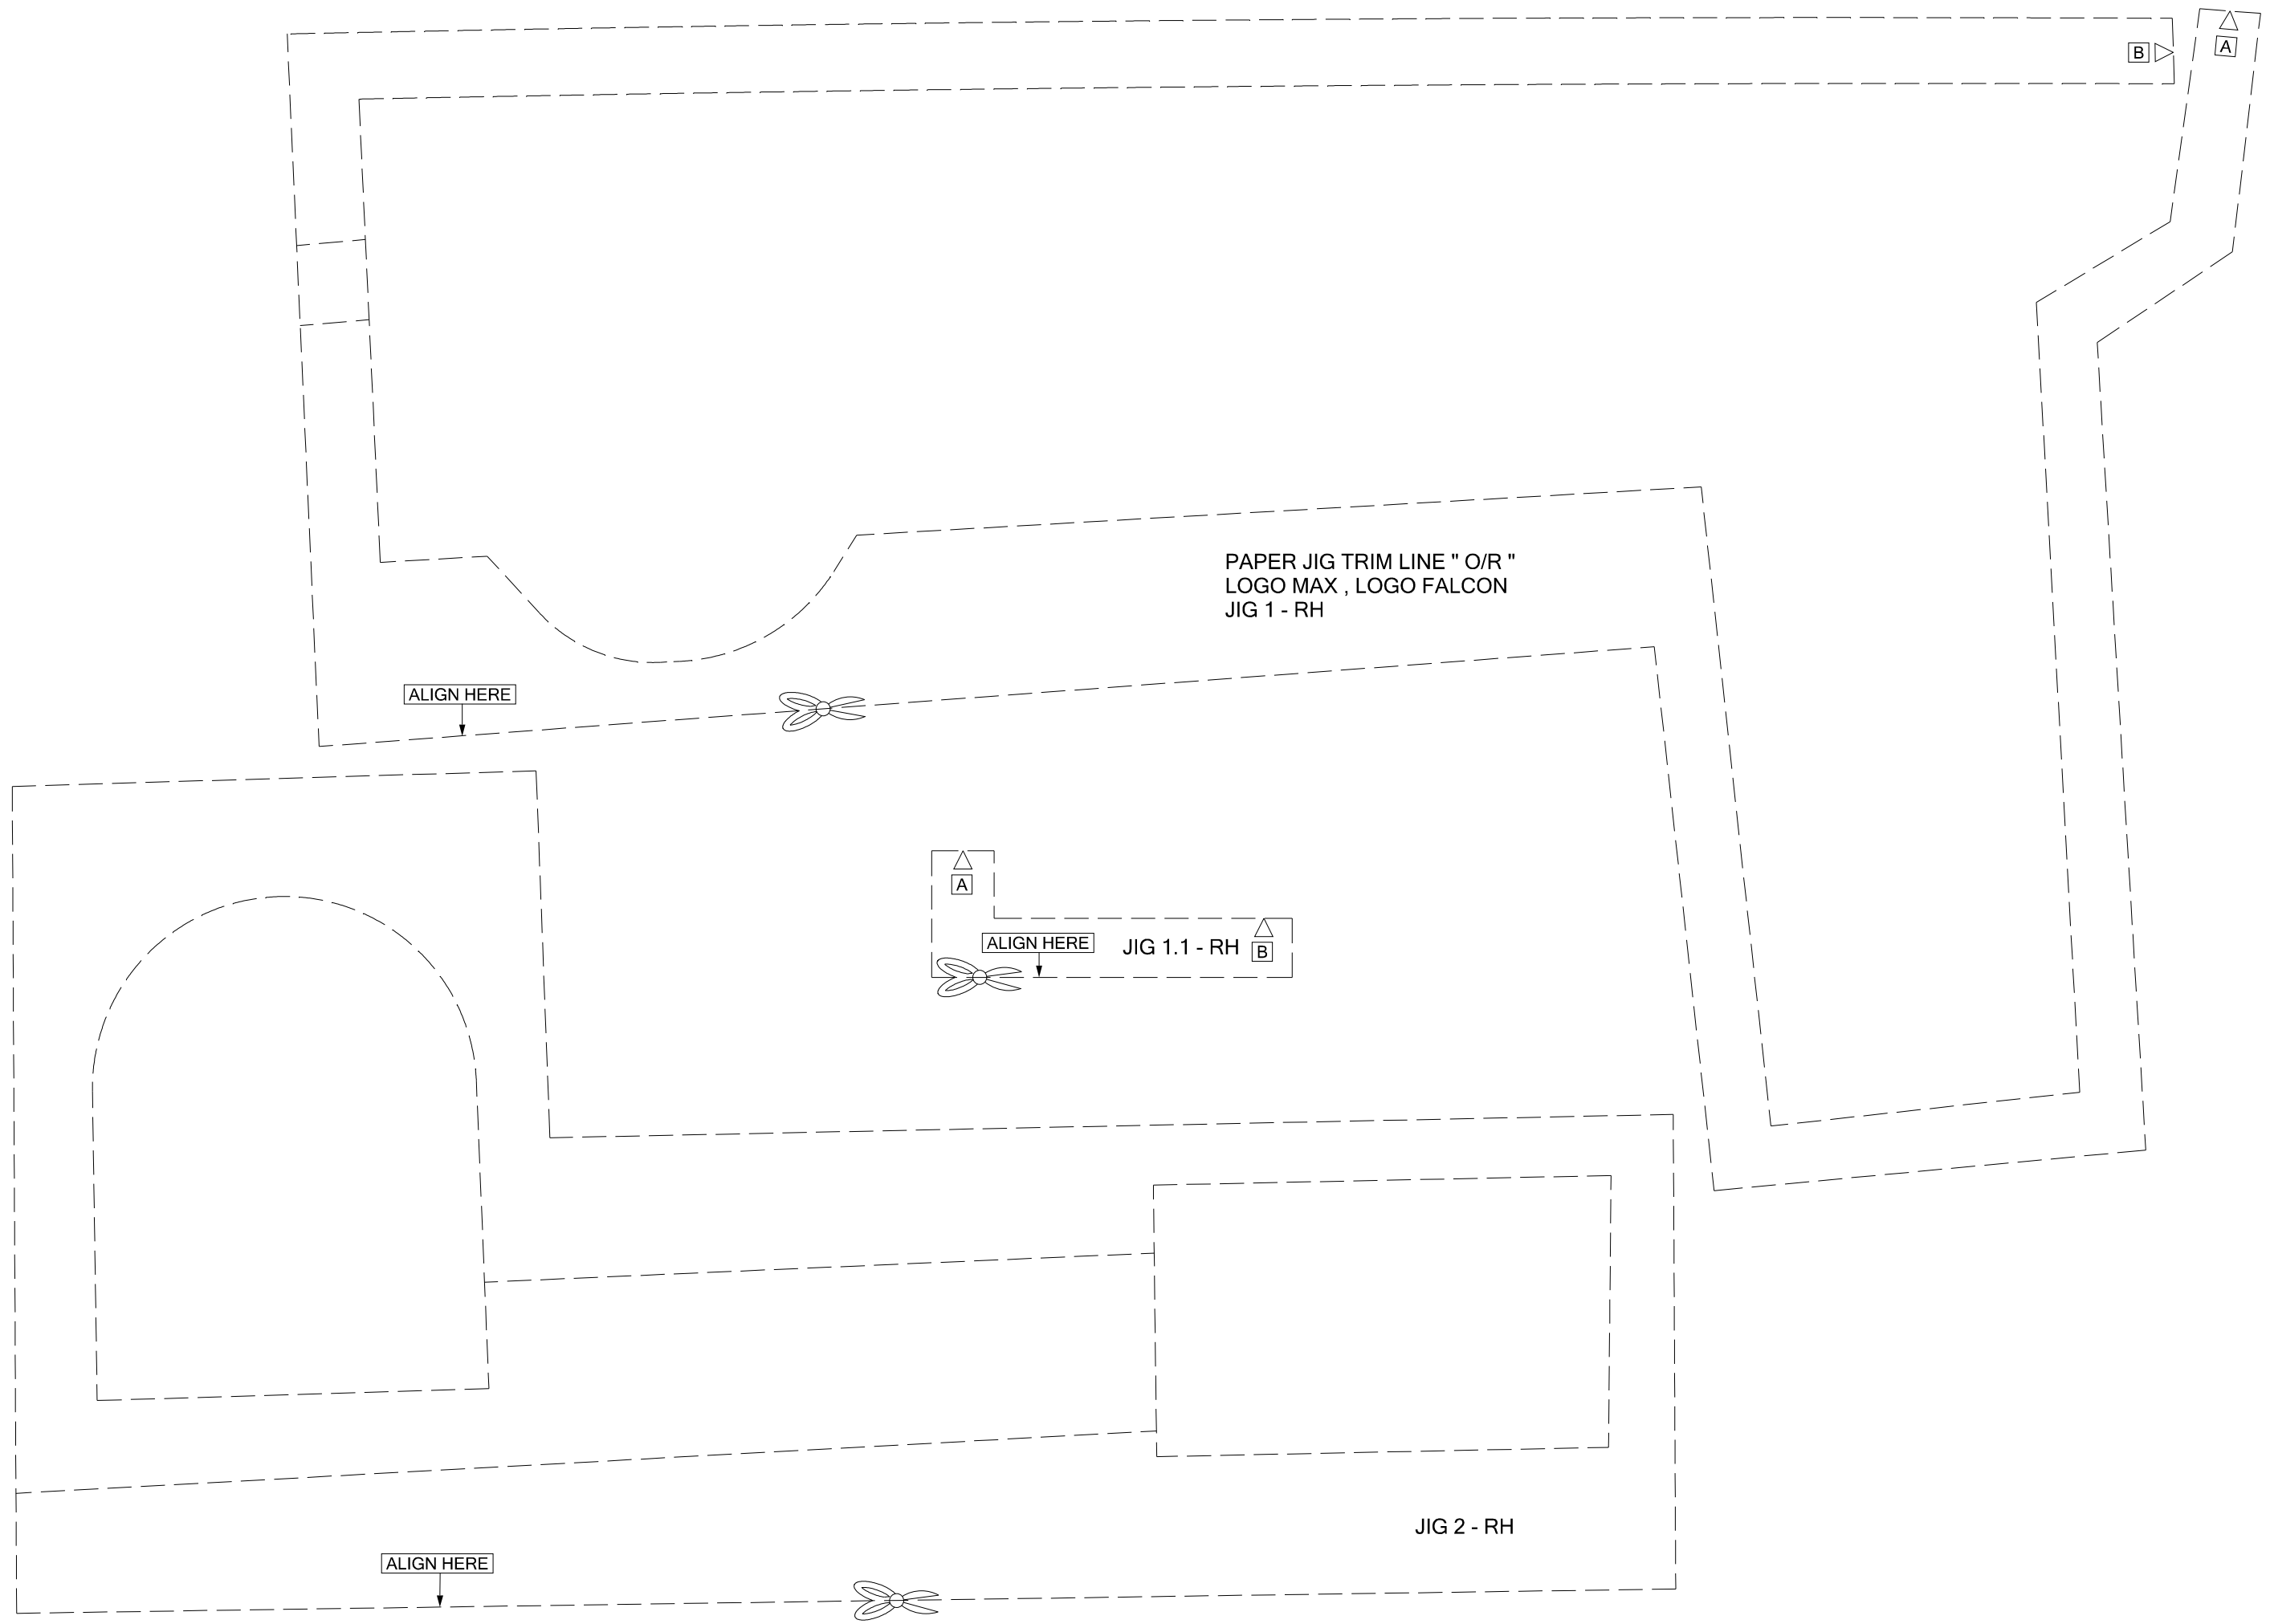 B
A
PAPER JIG TRIM LINE " O/R "
LOGO MAX , LOGO FALCON
JIG 1 - RH
ALIGN HERE
A
ALIGN HERE
JIG 1.1 - RH
B
JIG 2 - RH
ALIGN HERE